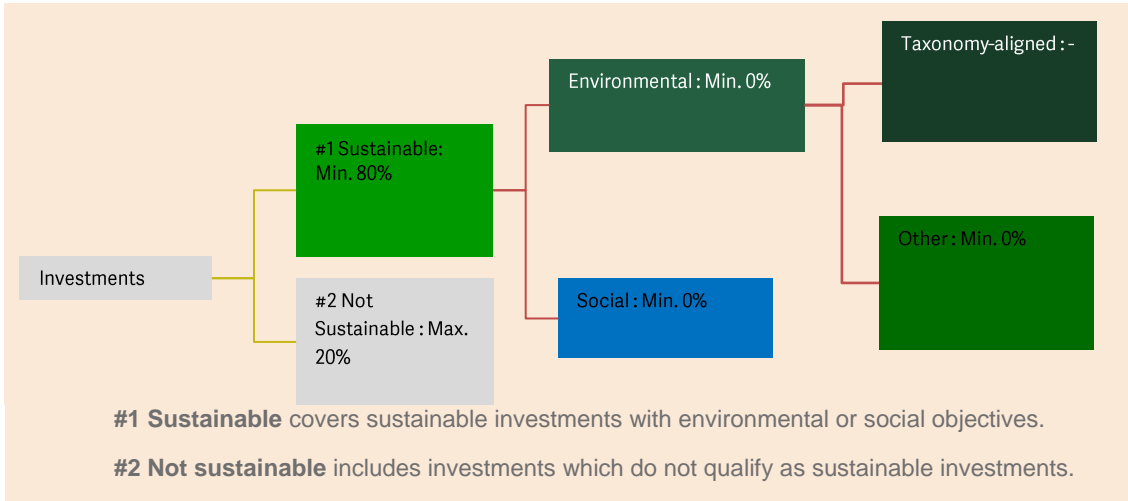 Taxonomy-aligned : -
Environmental : Min. 0%
#1 Sustainable:
Min. 80%
Other : Min. 0%
Investments
#2 Not
Sustainable : Max.
20%
Social : Min. 0%
#1 Sustainable covers sustainable investments with environmental or social objectives.
#2 Not sustainable includes investments which do not qualify as sustainable investments.